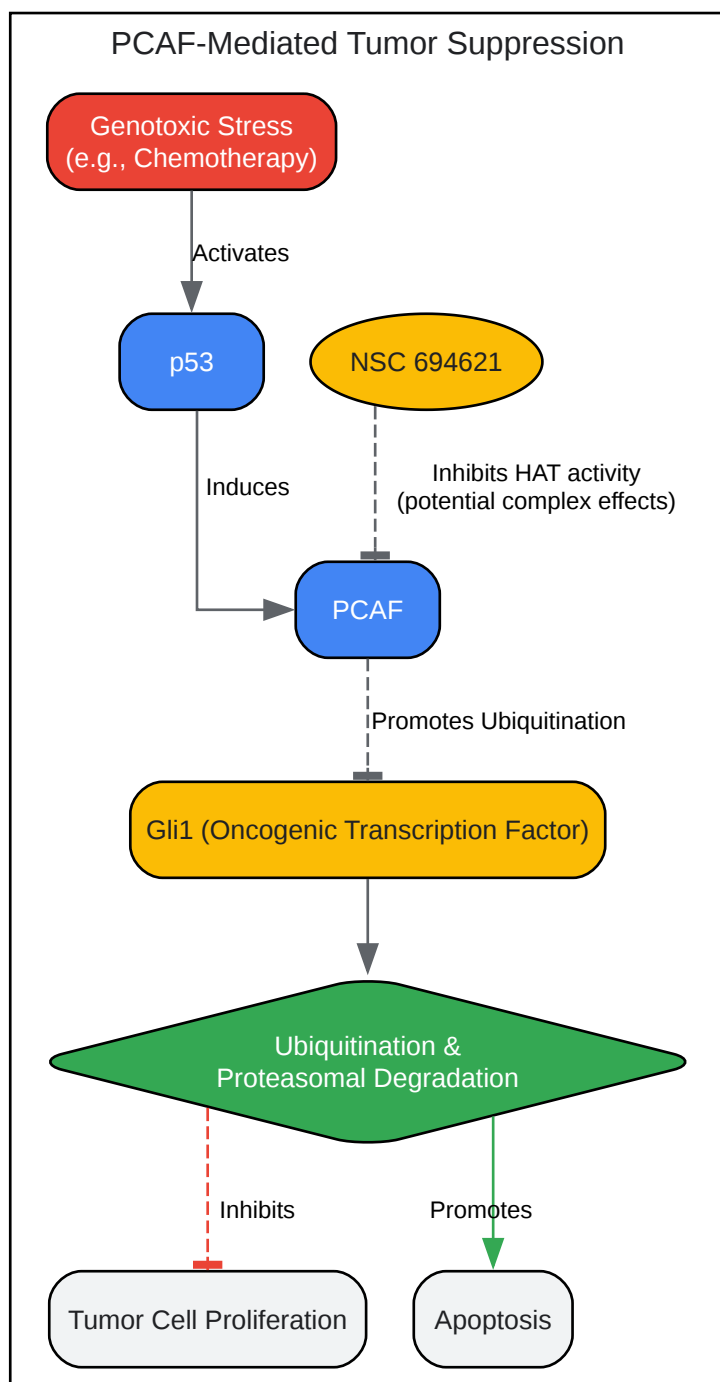 PCAF-Mediated Tumor Suppression
Genotoxic Stress
(e.g., Chemotherapy)
Activates
p53
NSC 694621
Induces
Inhibits HAT activity
(potential complex effects)
PCAF
Promotes Ubiquitination
Gli1 (Oncogenic Transcription Factor)
Ubiquitination &
Proteasomal Degradation
Inhibits
Promotes
Tumor Cell Proliferation
Apoptosis